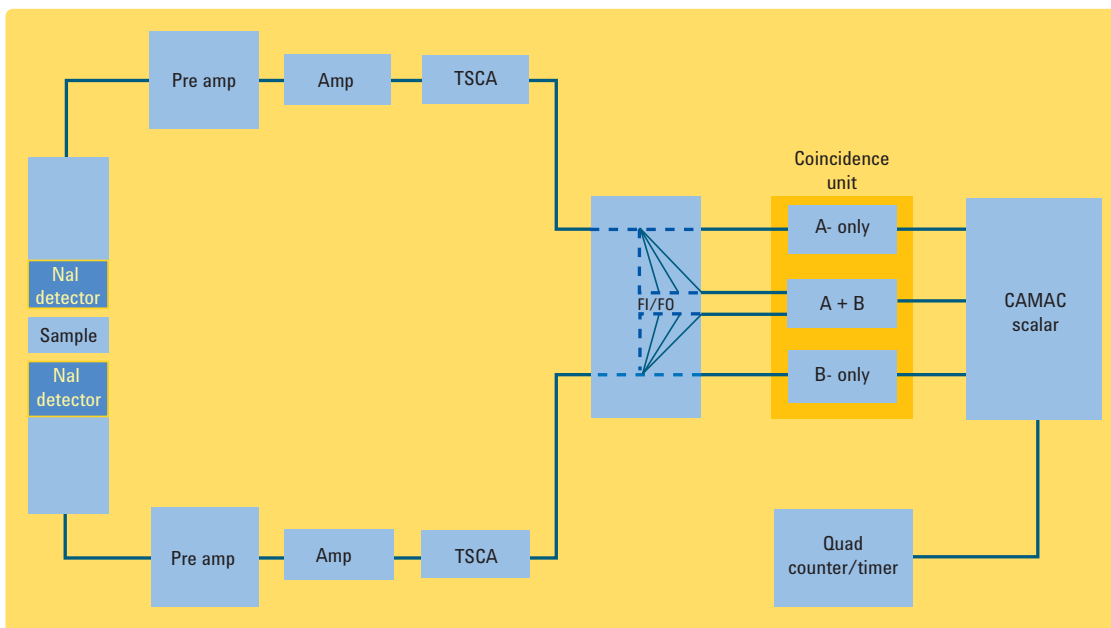 Pre amp
Amp
TSCA
Coincidence
unit
NaI
detector
Sample
NaI
detector
FI/FO
A- only
A + B
B- only
CAMAC
scalar
Pre amp
Amp
TSCA
Quad
counter/timer